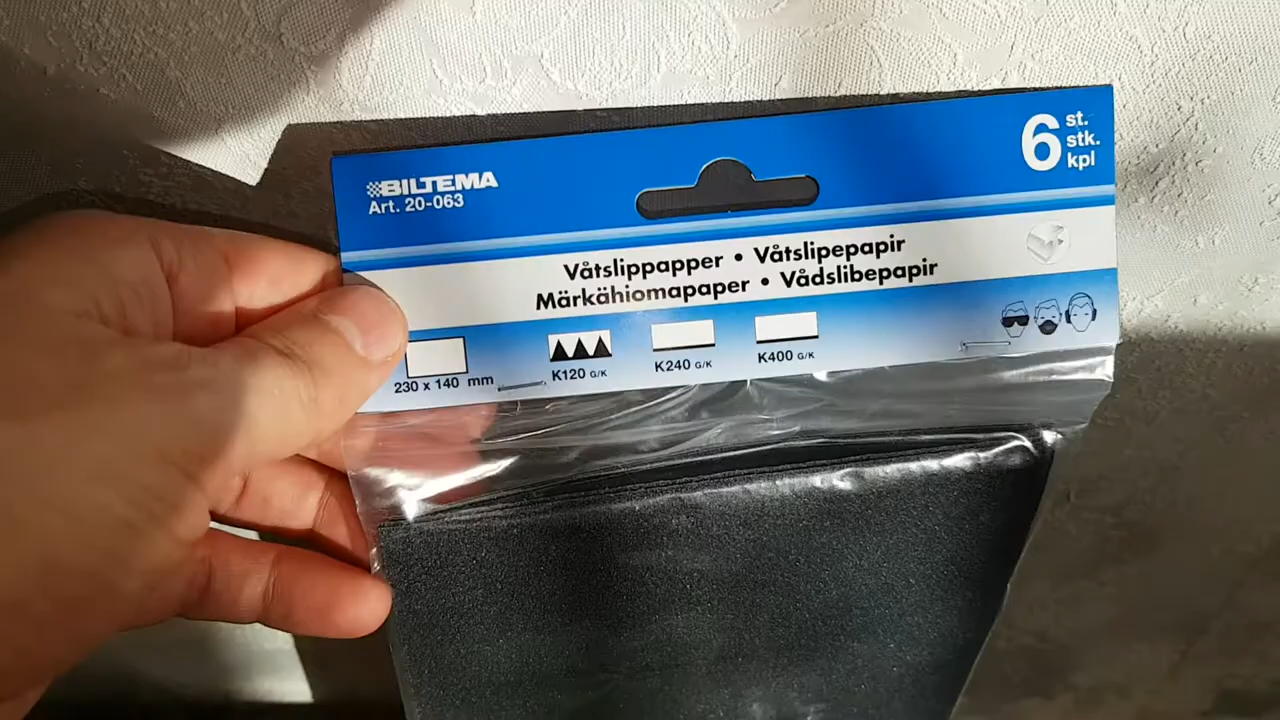 BILTEMA
Art. 20-063
6 st.
stk.
kpl
Våtslippapper • Våtslipepapir
Märkähiomapaper • Vådslibepapir
230 x 140 mm
K120 G/K
K240 G/K
K400 G/K